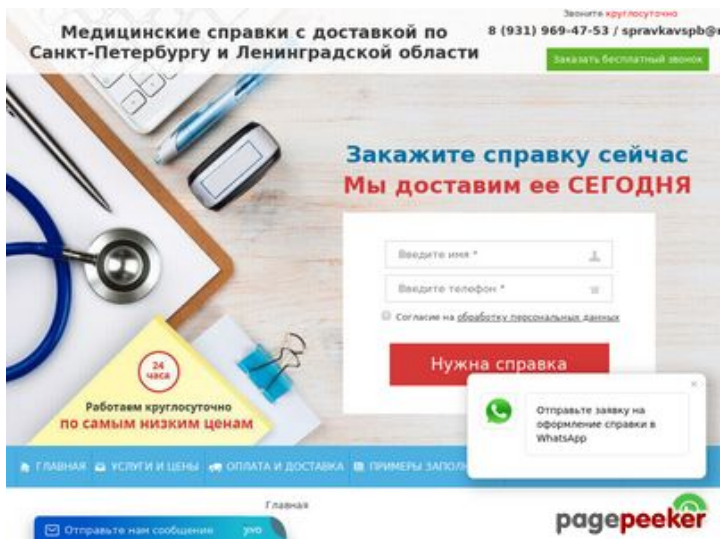 Звоните круглосуточно
Медицинские справки с доставкой по
Санкт-Петербургу и Ленинградской области
8 (931) 969-47-53 / spravkavspb@
Заказать бесплатный звонок
Закажите справку сейчас
Мы доставим ее СЕГОДНЯ
Введите имя *
Введите телефон *
Согласие на обработку персональных данных
Нужна справка
24
часа
Работаем круглосуточно
по самым низким ценам
Отправьте заявку на
оформление справки в
WhatsApp
ГЛАВНАЯ УСЛУГИ И ЦЕНЫ ОПЛАТА И ДОСТАВКА ПРИМЕРЫ ЗАПОЛН
Главная
Отправьте нам сообщение
pagepeeker